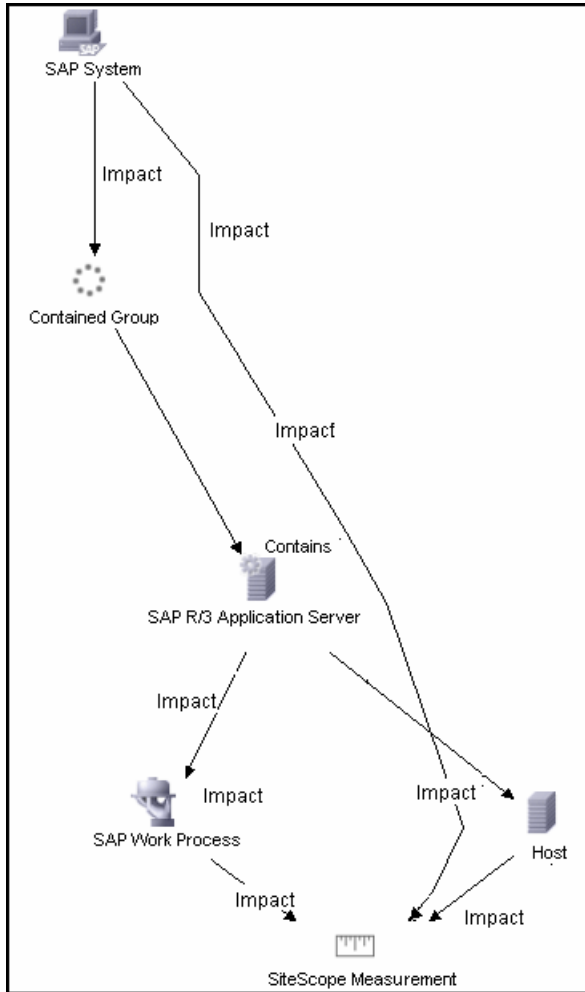 SAP
SAP System
Impact
Impact
Contained Group
Impact
Contains
SAP R/3 Application Server
Impact
Impact
Impact
SAP Work Process
Host
Impact
Impact
SiteScope Measurement